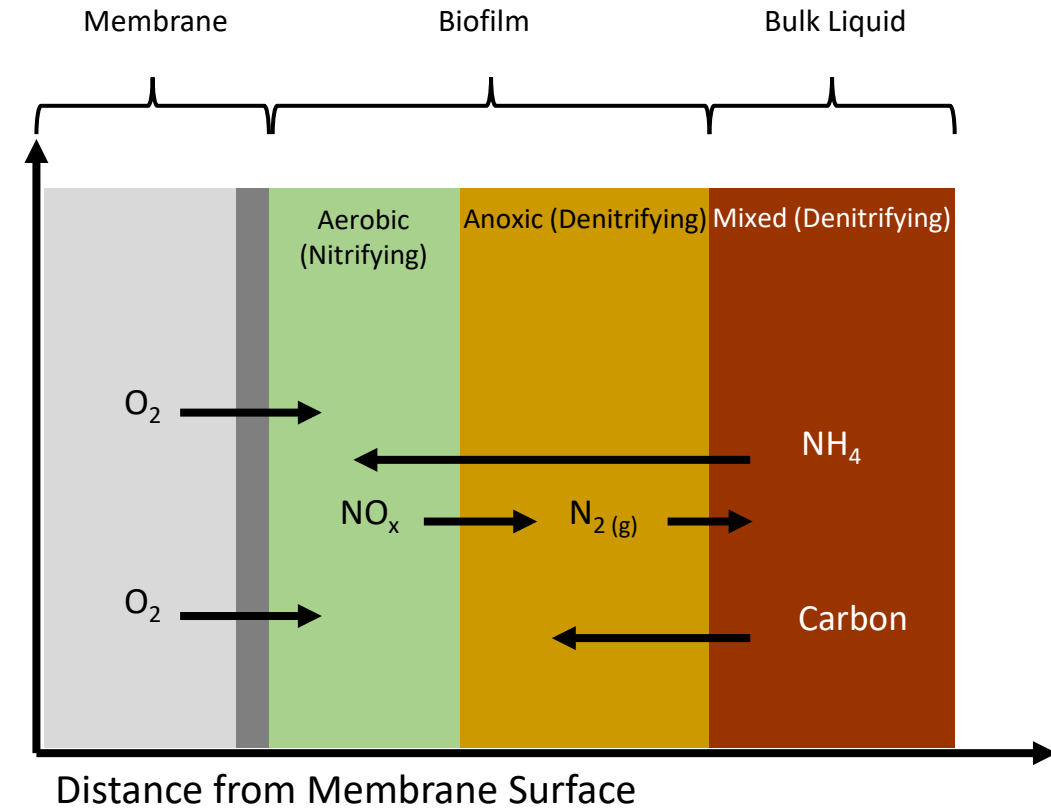 Membrane
Biofilm
Bulk Liquid
Aerobic
(Nitrifying)
Anoxic (Denitrifying)
Mixed (Denitrifying)
O₂
NH₄
NOₓ
N₂ (g)
O₂
Carbon
Distance from Membrane Surface